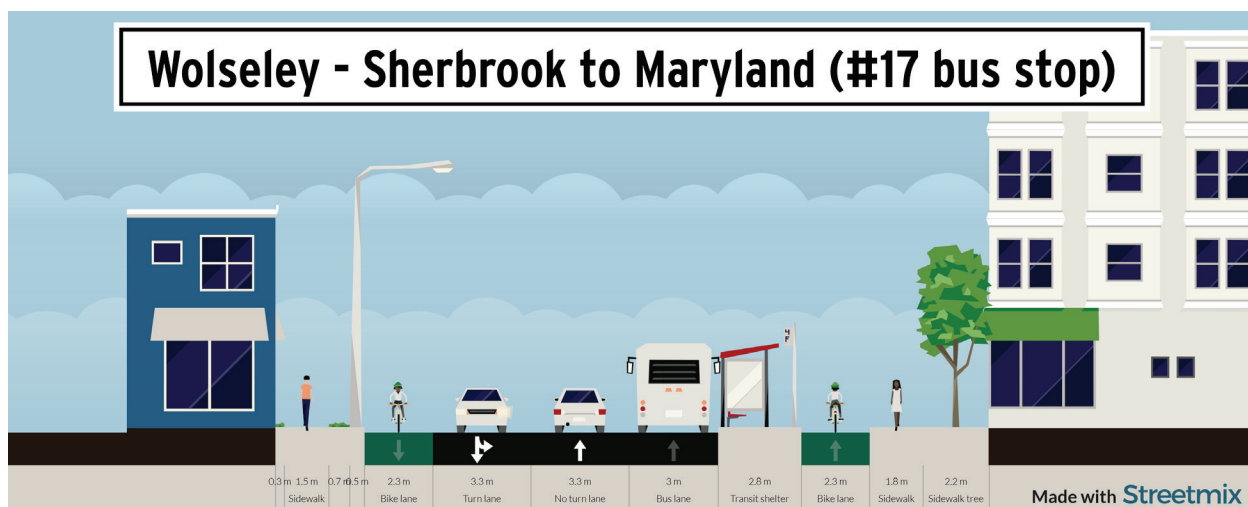 Wolseley - Sherbrook to Maryland (#17 bus stop)
0.3 m 1.5 m 0.7 m 0.5 m 2.3 m 3.3 m 3.3 m 3 m 2.8 m 2.3 m 1.8 m 2.2 m
Sidewalk Bike lane Turn lane No turn lane Bus lane Transit shelter Bike lane Sidewalk Sidewalk tree
Made with Streetmix